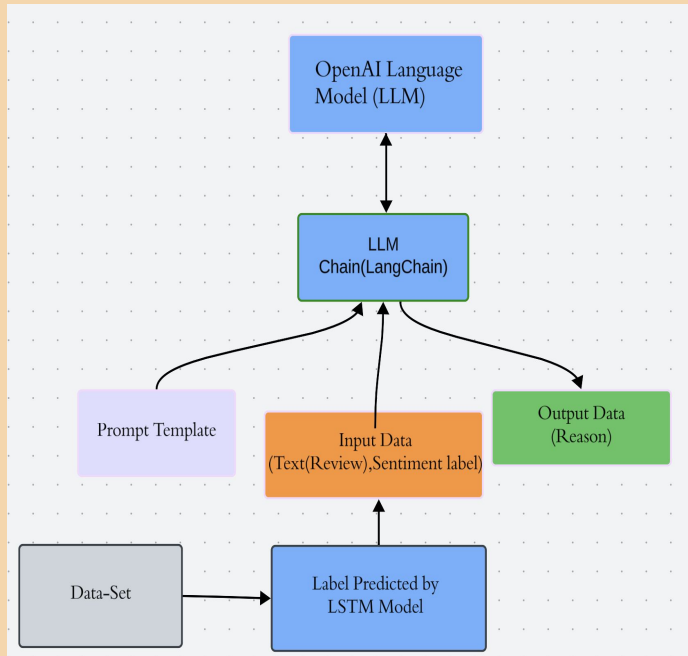 OpenAI Language
Model (LLM)
LLM
Chain(LangChain)
Prompt Template
Input Data
(Text(Review),Sentiment label)
Output Data
(Reason)
Data-Set
Label Predicted by
LSTM Model